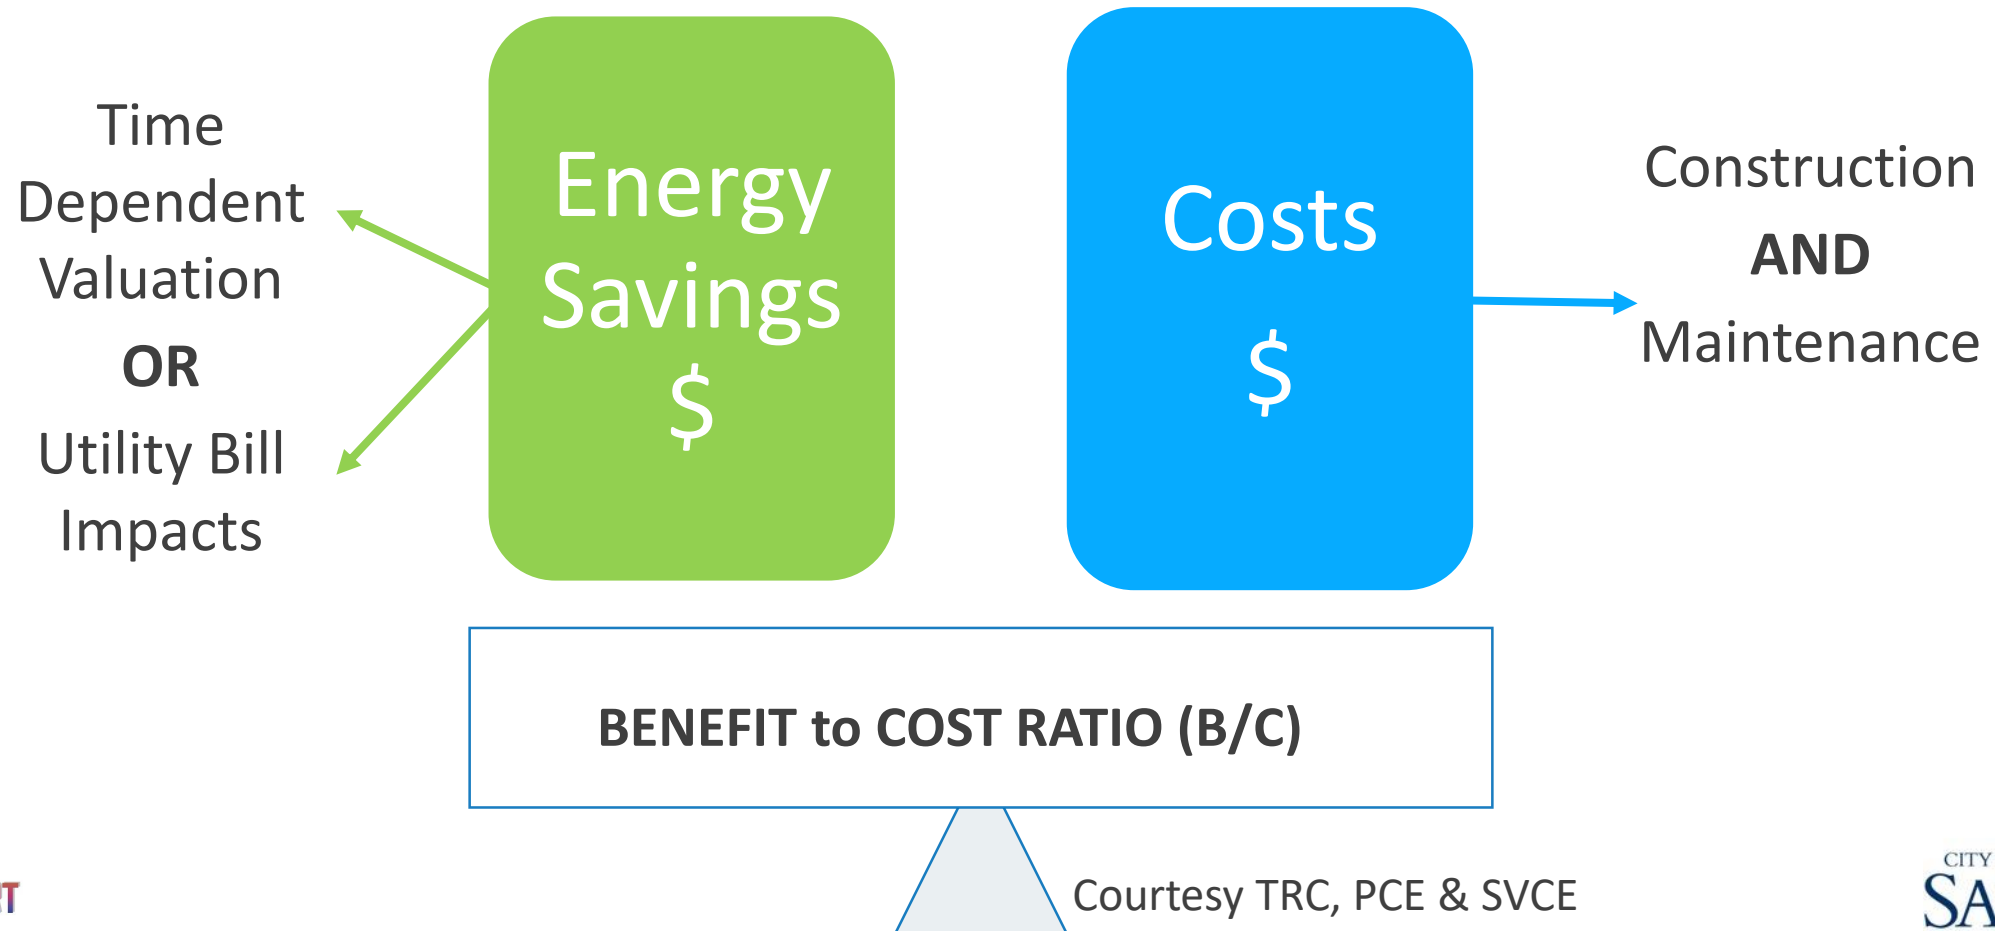 Time
Dependent
Valuation
OR
Utility Bill
Impacts
Energy
Savings
$
Costs
$
Construction
AND
Maintenance
BENEFIT to COST RATIO (B/C)
Courtesy TRC, PCE & SVCE
CITY
SA